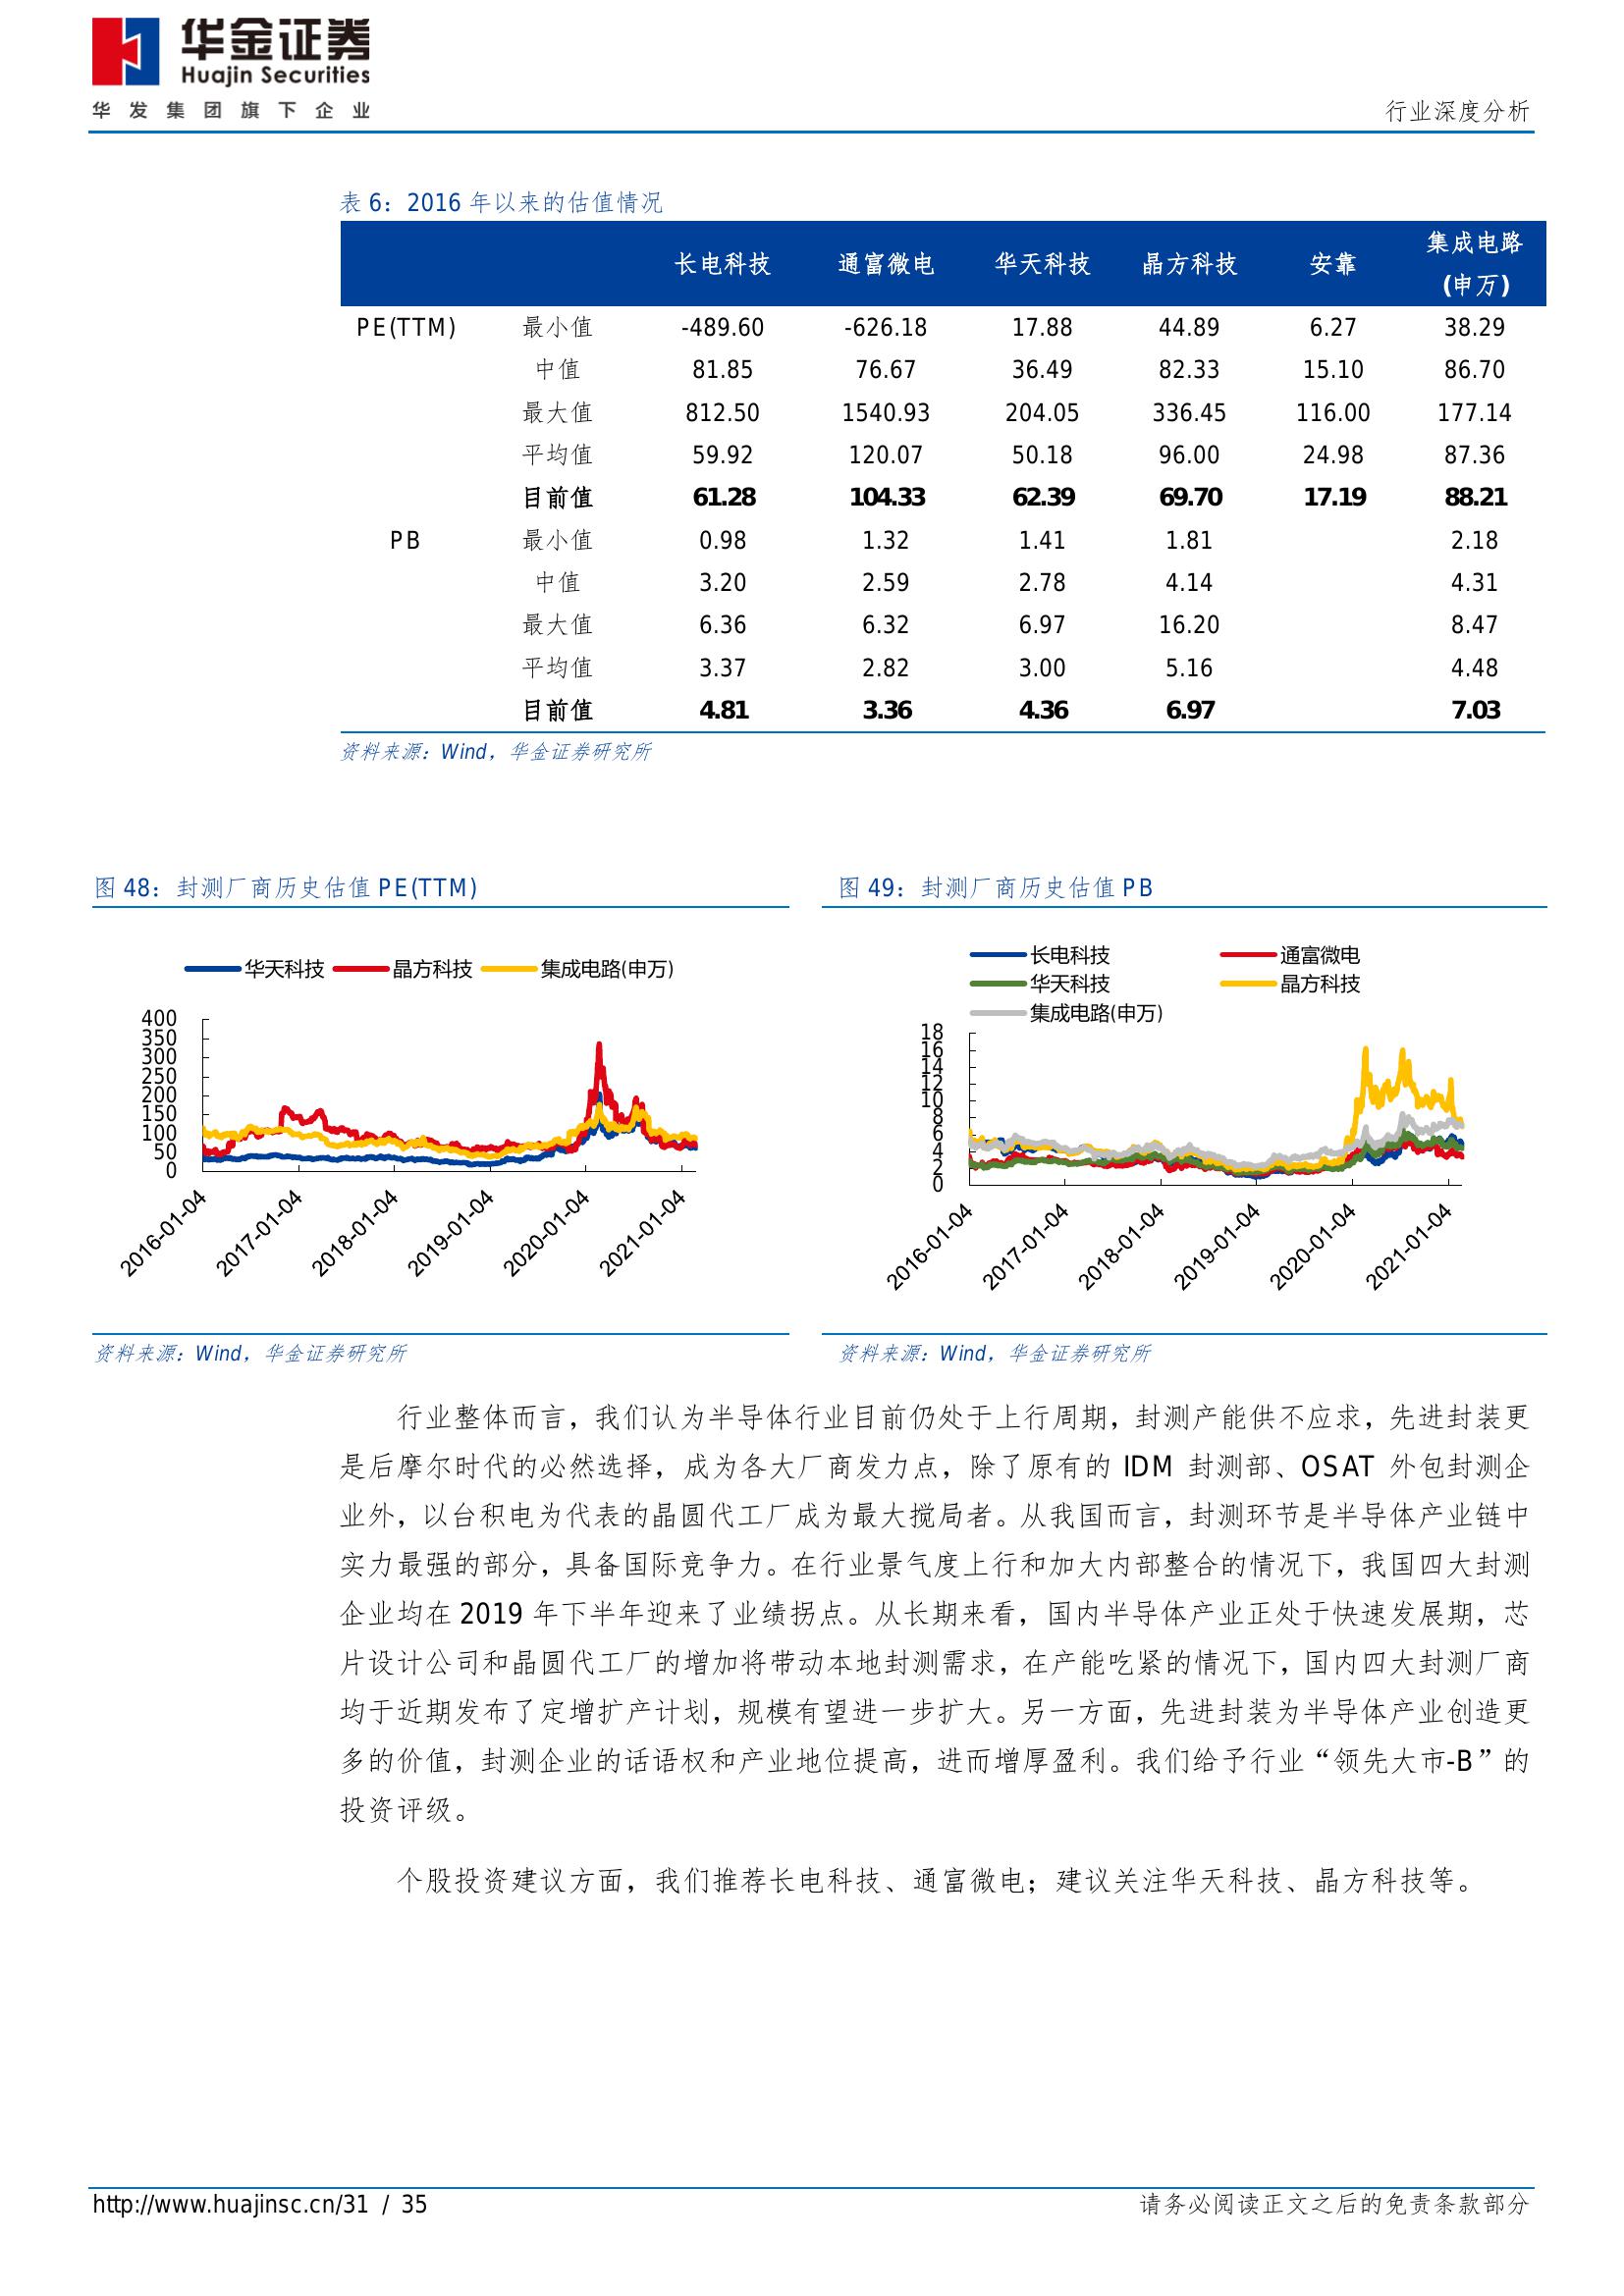 华金证券
Huajin Securities
华发集团旗下企业
行业深度分析
表 6：2016 年以来的估值情况
长电科技 通富微电 华天科技 晶方科技 安靠 集成电路(申万)
PE(TTM) 最小值 -489.60 -626.18 17.88 44.89 6.27 38.29
中值 81.85 76.67 36.49 82.33 15.10 86.70
最大值 812.50 1540.93 204.05 336.45 116.00 177.14
平均值 59.92 120.07 50.18 96.00 24.98 87.36
目前值 61.28 104.33 62.39 69.70 17.19 88.21
PB 最小值 0.98 1.32 1.41 1.81 2.18
中值 3.20 2.59 2.78 4.14 4.31
最大值 6.36 6.32 6.97 16.20 8.47
平均值 3.37 2.82 3.00 5.16 4.48
目前值 4.81 3.36 4.36 6.97 7.03
资料来源：Wind，华金证券研究所
图 48：封测厂商历史估值 PE(TTM)
华天科技 晶方科技 集成电路(申万)
400
350
300
250
200
150
100
50
0
2016-01-04
2017-01-04
2018-01-04
2019-01-04
2020-01-04
2021-01-04
资料来源：Wind，华金证券研究所
图 49：封测厂商历史估值 PB
长电科技 通富微电
华天科技 晶方科技
集成电路(申万)
18
16
14
12
10
8
6
4
2
0
2016-01-04
2017-01-04
2018-01-04
2019-01-04
2020-01-04
2021-01-04
资料来源：Wind，华金证券研究所
行业整体而言，我们认为半导体行业目前仍处于上行周期，封测产能供不应求，先进封装更
是后摩尔时代的必然选择，成为各大厂商发力点，除了原有的 IDM 封测部、OSAT 外包封测企
业外，以台积电为代表的晶圆代工厂成为最大搅局者。从我国而言，封测环节是半导体产业链中
实力最强的部分，具备国际竞争力。在行业景气度上行和加大内部整合的情况下，我国四大封测
企业均在 2019 年下半年迎来了业绩拐点。从长期来看，国内半导体产业正处于快速发展期，芯
片设计公司和晶圆代工厂的增加将带动本地封测需求，在产能吃紧的情况下，国内四大封测厂商
均于近期发布了定增扩产计划，规模有望进一步扩大。另一方面，先进封装为半导体产业创造更
多的价值，封测企业的话语权和产业地位提高，进而增厚盈利。我们给予行业“领先大市-B”的
投资评级。
个股投资建议方面，我们推荐长电科技、通富微电；建议关注华天科技、晶方科技等。
http://www.huajinsc.cn/31 / 35
请务必阅读正文之后的免责条款部分